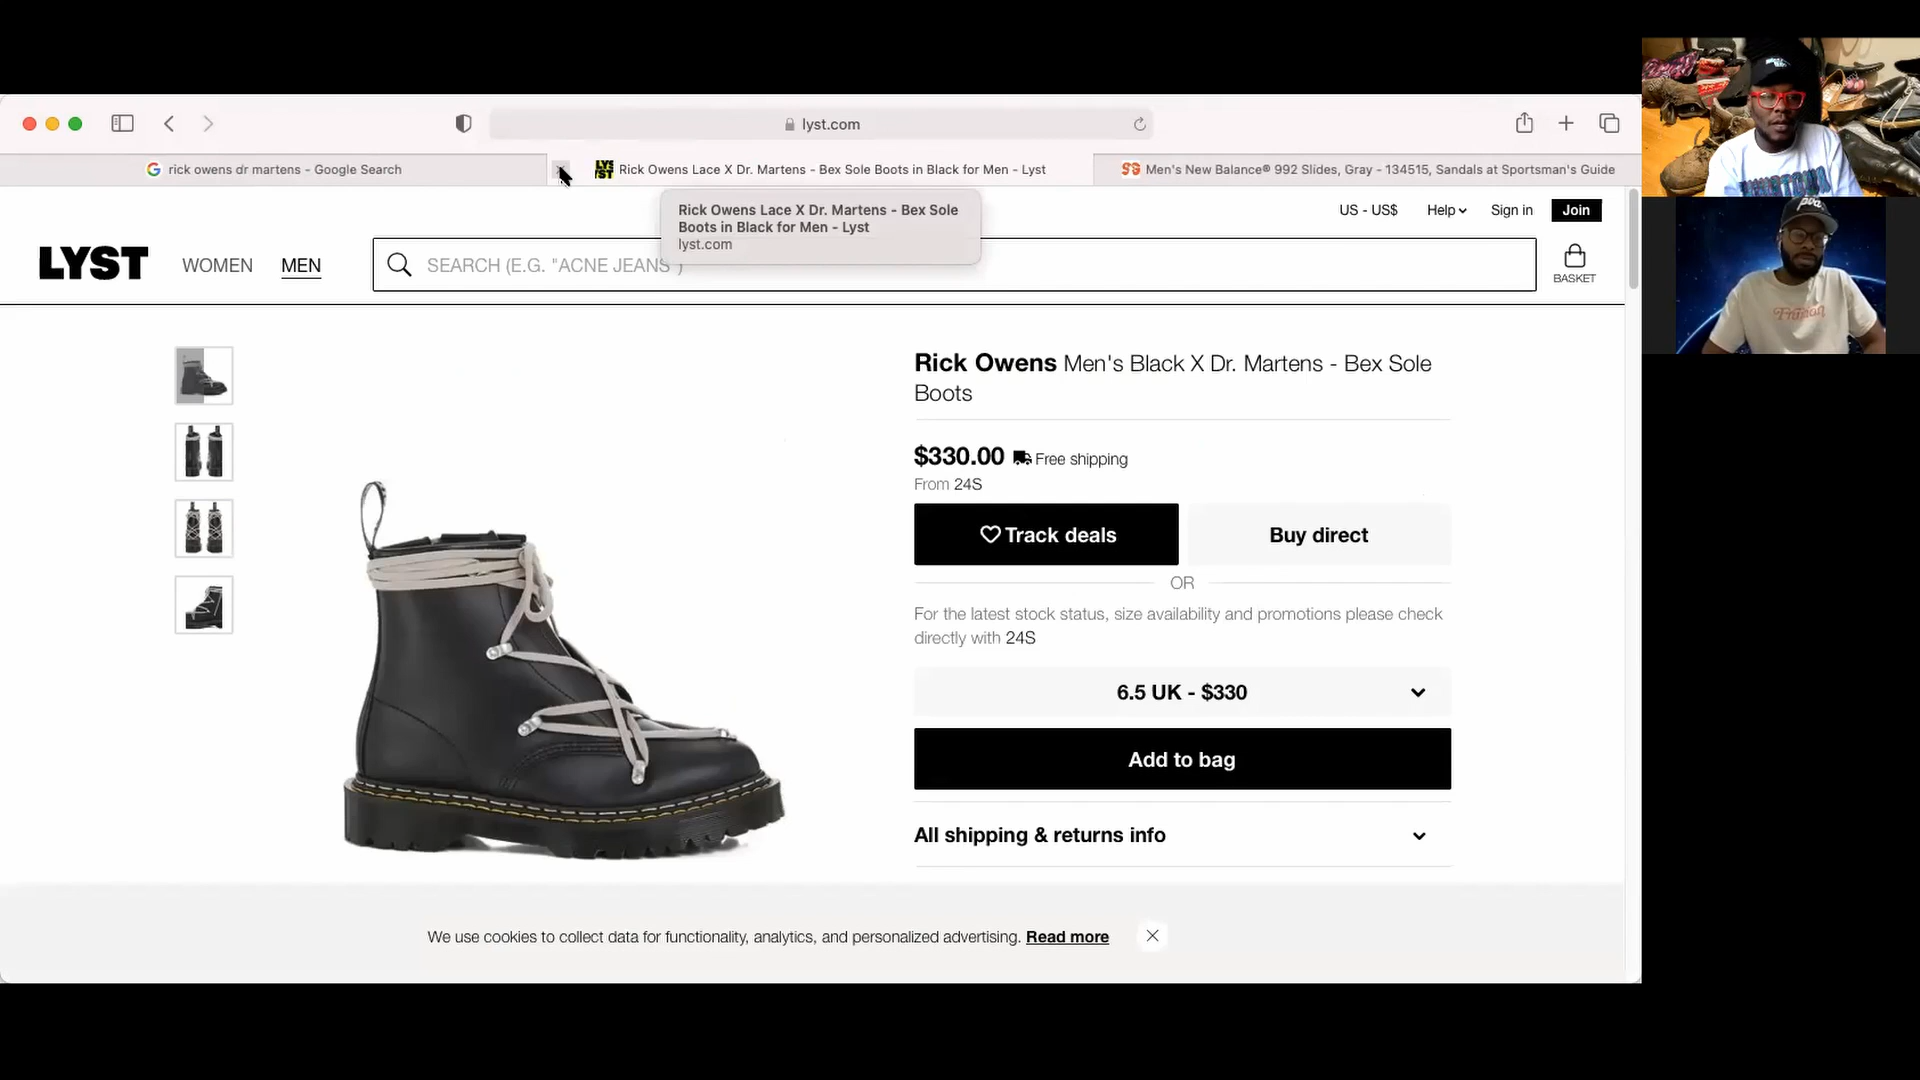 lyst.com
rick owens dr martens - Google Search
LYST
Rick Owens Lace X Dr. Martens - Bex Sole Boots in Black for Men - Lyst
Men's New Balance® 992 Slides, Gray - 134515, Sandals at Sportsman's Guide
Rick Owens Lace X Dr. Martens - Bex Sole
Boots in Black for Men - Lyst
lyst.com
US - US$
Help
Sign in
Join
LYST
WOMEN
MEN
SEARCH (E.G. "ACNE JEANS")
BASKET
Rick Owens Men's Black X Dr. Martens - Bex Sole
Boots
$330.00 Free shipping
From 24S
Track deals
Buy direct
OR
For the latest stock status, size availability and promotions please check
directly with 24S
6.5 UK - $330
Add to bag
All shipping & returns info
We use cookies to collect data for functionality, analytics, and personalized advertising. Read more